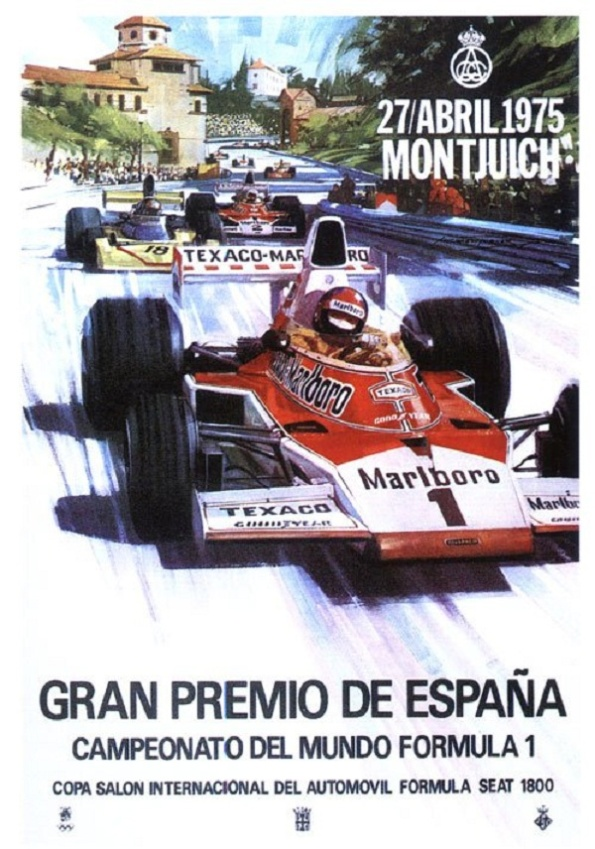 27/ABRIL 1975
MONTJUICH
18
TEXACO-MARLBORO
Marlboro
Marlboro
TEXACO
GOODYEAR
Marlboro
1
TEXACO
GOODYEAR
Marlboro
GRAN PREMIO DE ESPAÑA
CAMPEONATO DEL MUNDO FORMULA 1
COPA SALON INTERNACIONAL DEL AUTOMOVIL FORMULA SEAT 1800